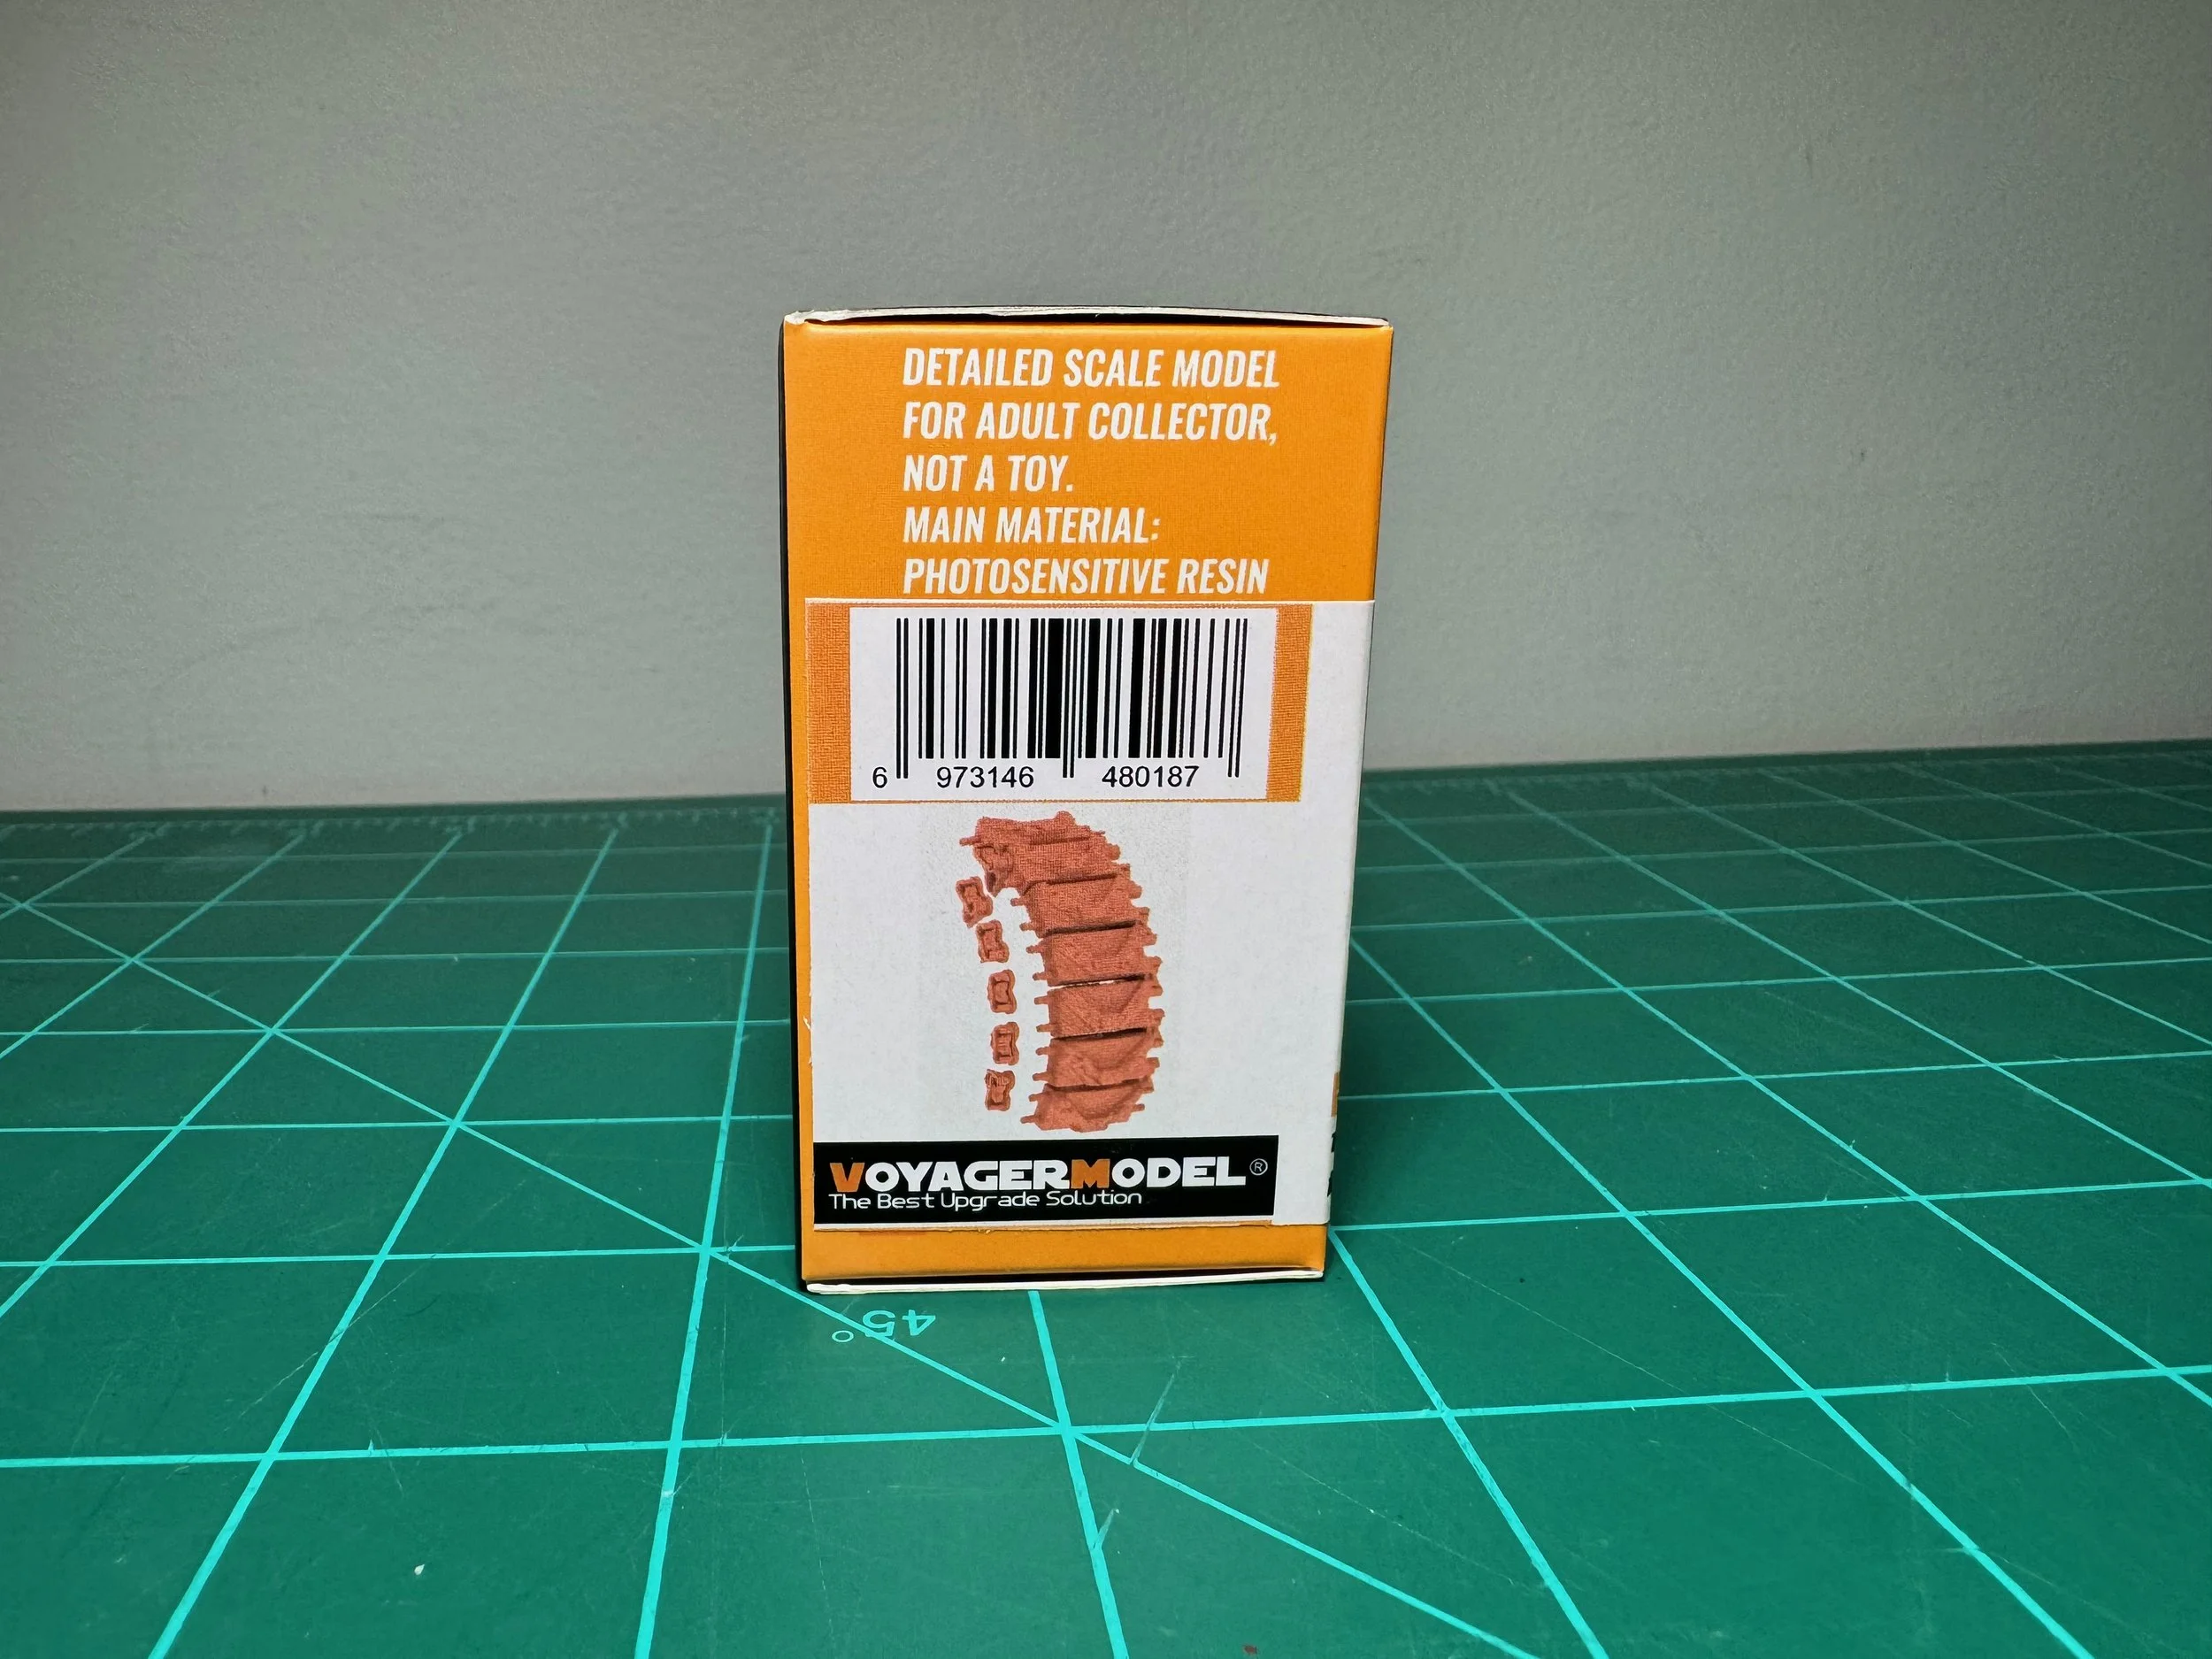 DETAILED SCALE MODEL
FOR ADULT COLLECTOR,
NOT A TOY.
MAIN MATERIAL:
PHOTOSENSITIVE RESIN
6 973146 480187
VOYAGERMODEL®
The Best Upgrade Solution
45°